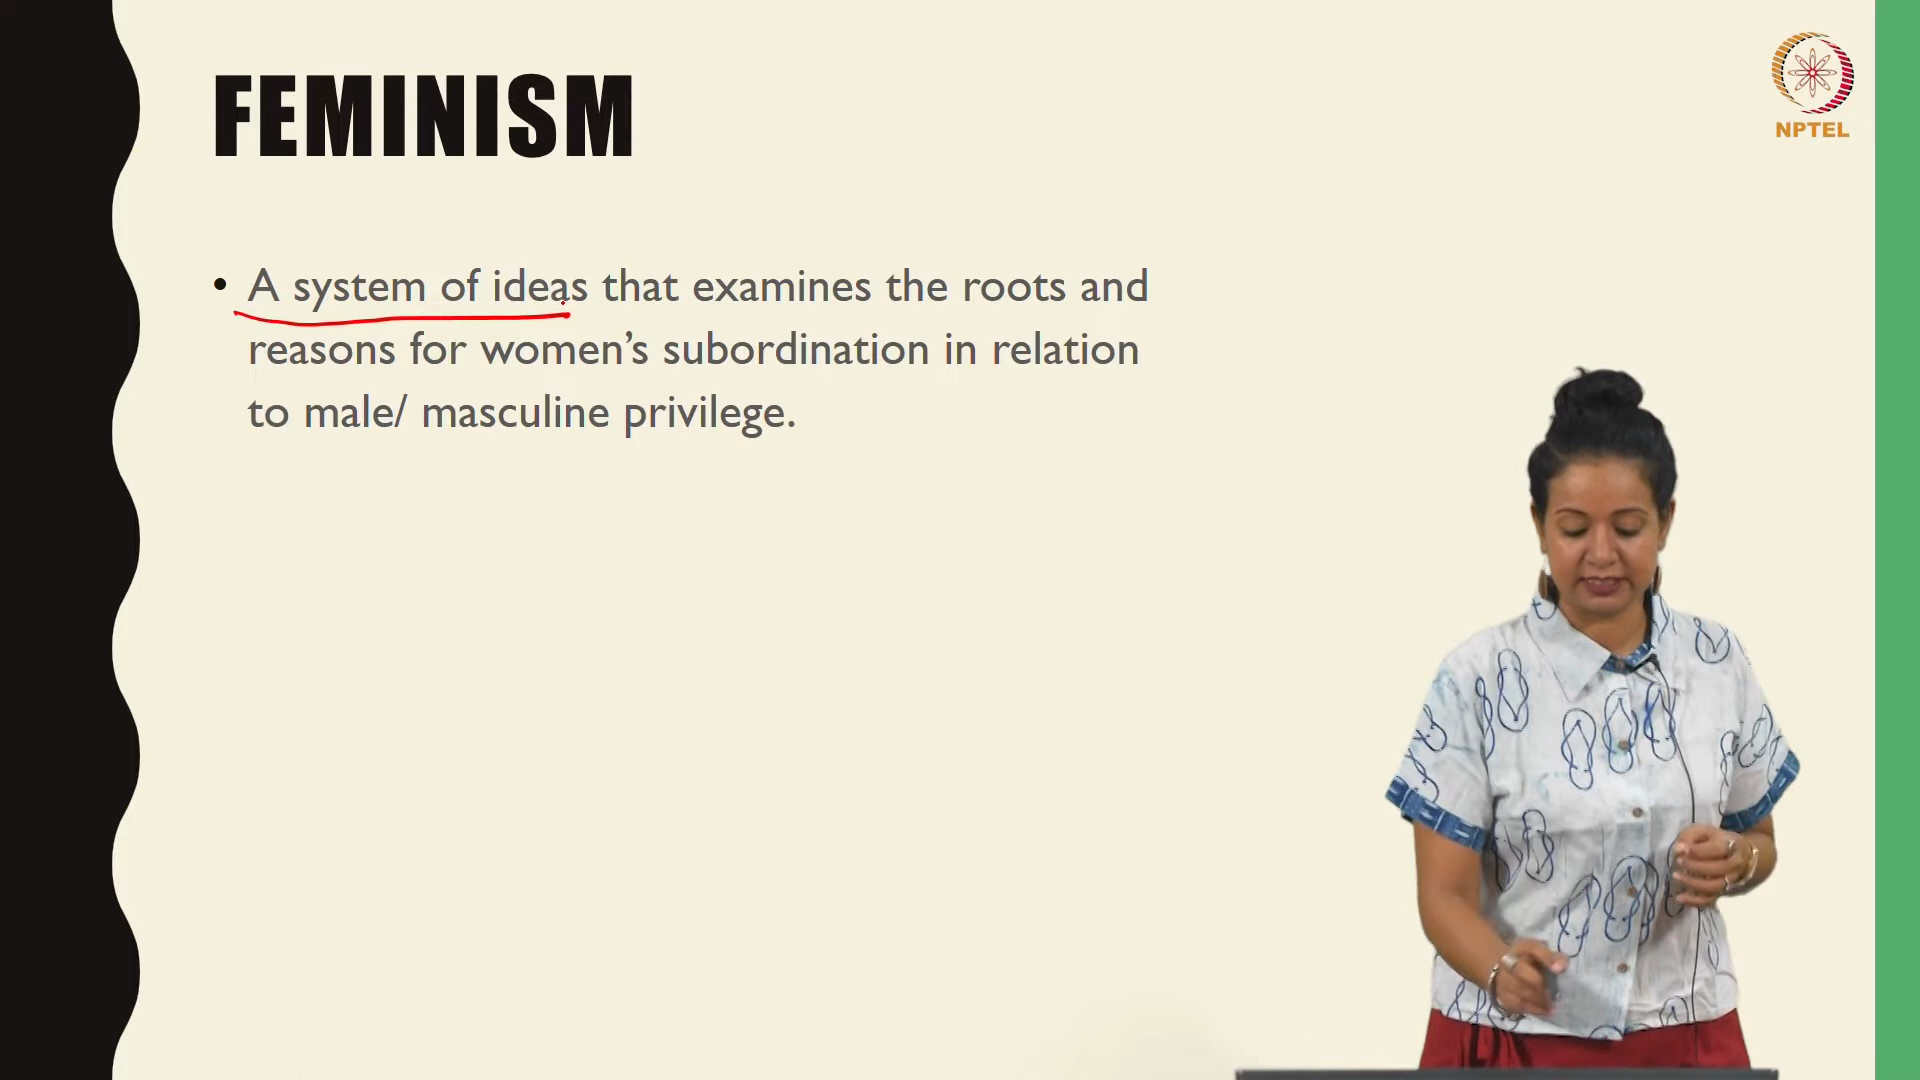 FEMINISM
NPTEL
• A system of ideas that examines the roots and
reasons for women’s subordination in relation
to male/ masculine privilege.